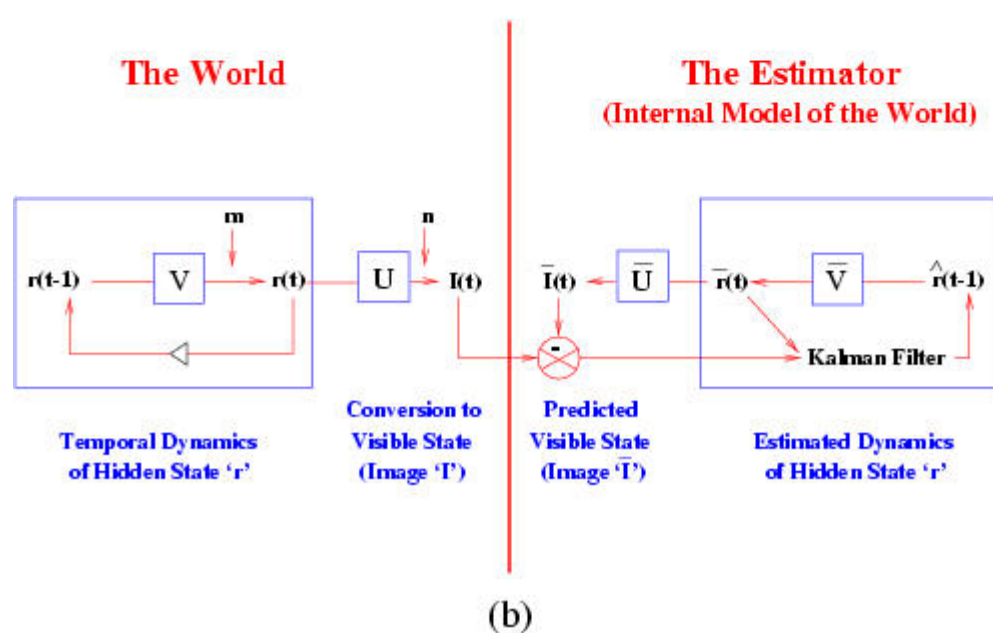 The World
The Estimator
(Internal Model of the World)
m
n
r(t-1)
V
r(t)
U
I(t)
I̅(t)
U̅
r̅(t)
V̅
r̂(t-1)
-
Kalman Filter
Temporal Dynamics
of Hidden State ‘r’
Conversion to
Visible State
(Image ‘I’)
Predicted
Visible State
(Image ‘I̅’)
Estimated Dynamics
of Hidden State ‘r’
(b)